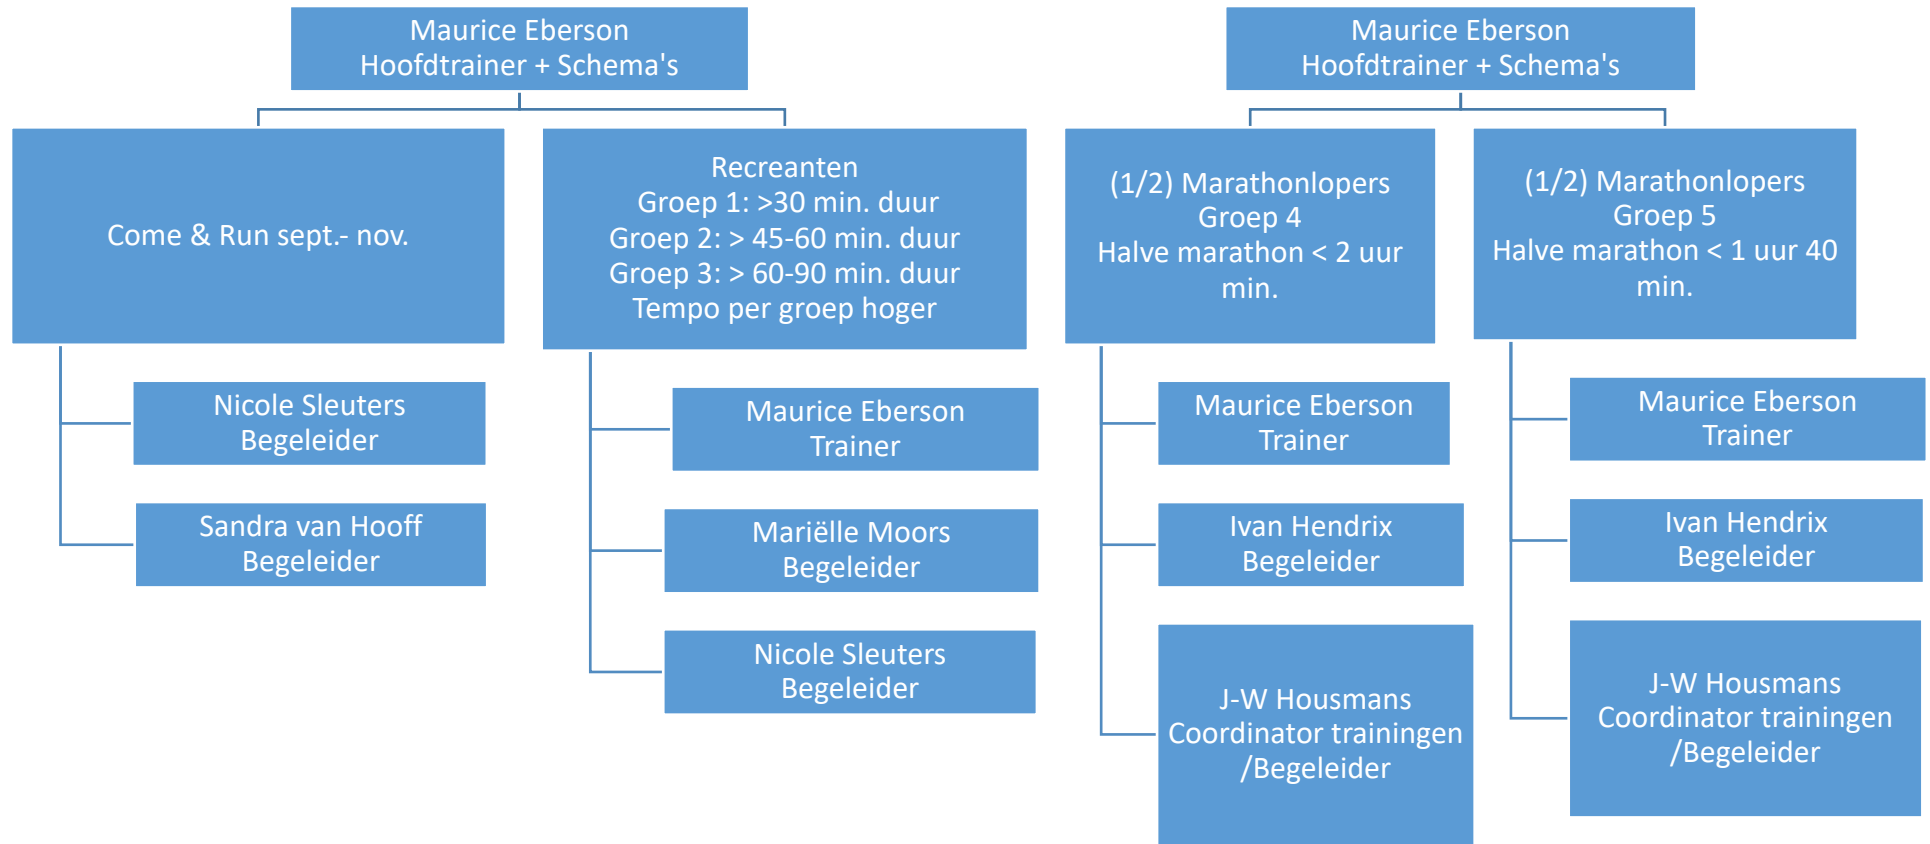 Maurice Eberson
Hoofdtrainer + Schema's
Come & Run sept.- nov.
Nicole Sleuters
Begeleider
Sandra van Hooff
Begeleider
Recreanten
Groep 1: >30 min. duur
Groep 2: > 45-60 min. duur
Groep 3: > 60-90 min. duur
Tempo per groep hoger
Maurice Eberson
Trainer
Mariëlle Moors
Begeleider
Nicole Sleuters
Begeleider
Maurice Eberson
Hoofdtrainer + Schema's
(1/2) Marathonlopers
Groep 4
Halve marathon < 2 uur
min.
Maurice Eberson
Trainer
Ivan Hendrix
Begeleider
J-W Housmans
Coordinator trainingen
/Begeleider
(1/2) Marathonlopers
Groep 5
Halve marathon < 1 uur 40
min.
Maurice Eberson
Trainer
Ivan Hendrix
Begeleider
J-W Housmans
Coordinator trainingen
/Begeleider